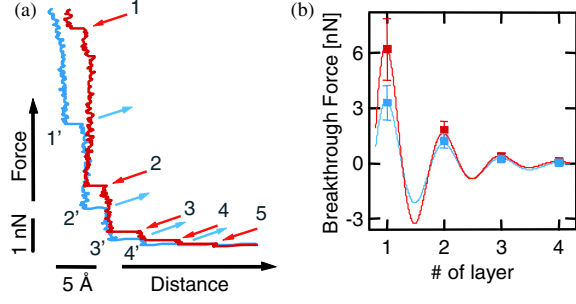 (a)
1
1'
2
2'
3
4
5
3'
4'
Force
1 nN
5 Å
Distance
(b)
Breakthrough Force [nN]
6
3
0
-3
1
2
3
4
# of layer